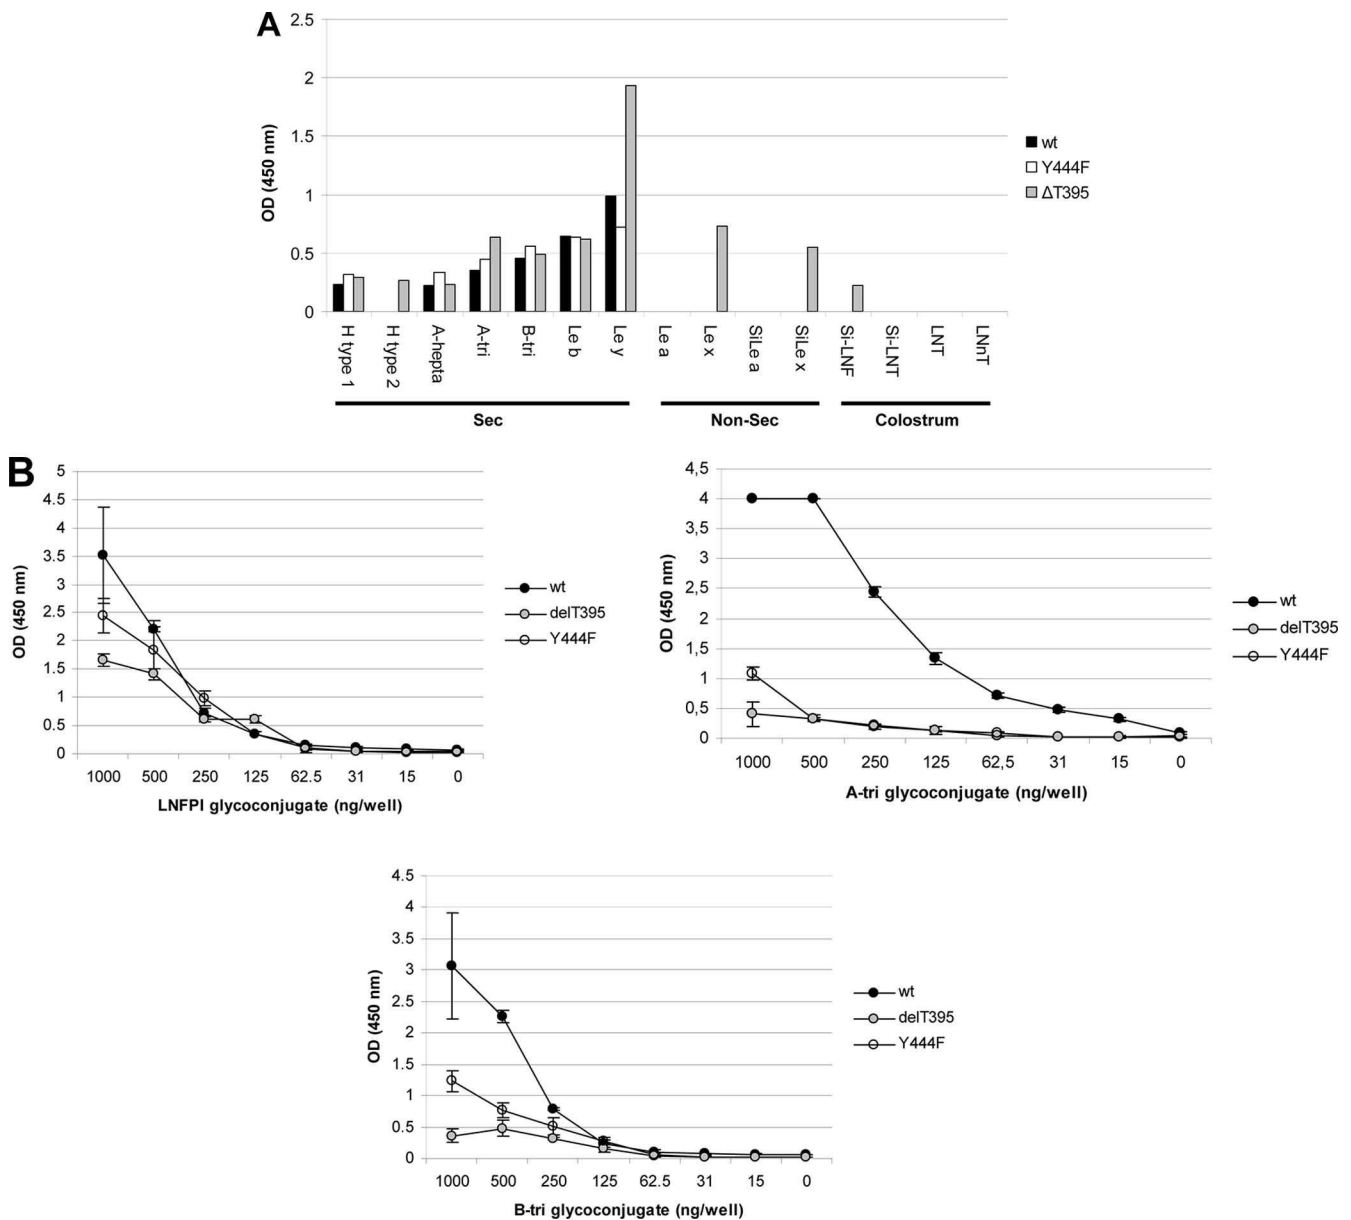 A
2.5
2
1.5
1
0.5
0
OD (450 nm)
wt
Y444F
ΔT395
H type 1
H type 2
A-hepta
A-tri
B-tri
Le b
Le y
Le a
Le x
SiLe a
SiLe x
Si-LNF
Si-LNT
LNT
LNnT
Sec
Non-Sec
Colostrum
B
5
4.5
4
3.5
3
2.5
2
1.5
1
0.5
0
OD (450 nm)
1000 500 250 125 62.5 31 15 0
LNFPI glycoconjugate (ng/well)
wt
delT395
Y444F
4,5
4
3,5
3
2,5
2
1,5
1
0,5
0
OD (450 nm)
1000 500 250 125 62,5 31 15 0
A-tri glycoconjugate (ng/well)
wt
delT395
Y444F
4.5
4
3.5
3
2.5
2
1.5
1
0.5
0
OD (450 nm)
1000 500 250 125 62.5 31 15 0
B-tri glycoconjugate (ng/well)
wt
delT395
Y444F